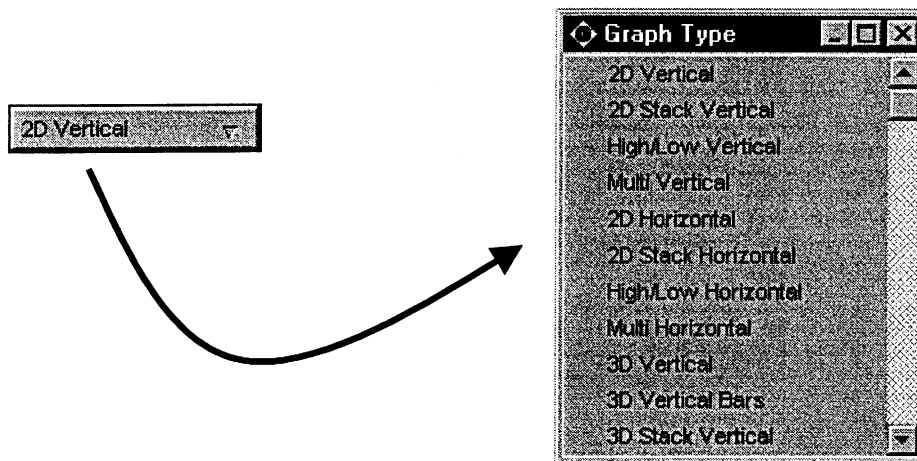 2D Vertical
Graph Type
2D Vertical
2D Stack Vertical
High/Low Vertical
Multi Vertical
2D Horizontal
2D Stack Horizontal
High/Low Horizontal
Multi Horizontal
3D Vertical
3D Vertical Bars
3D Stack Vertical